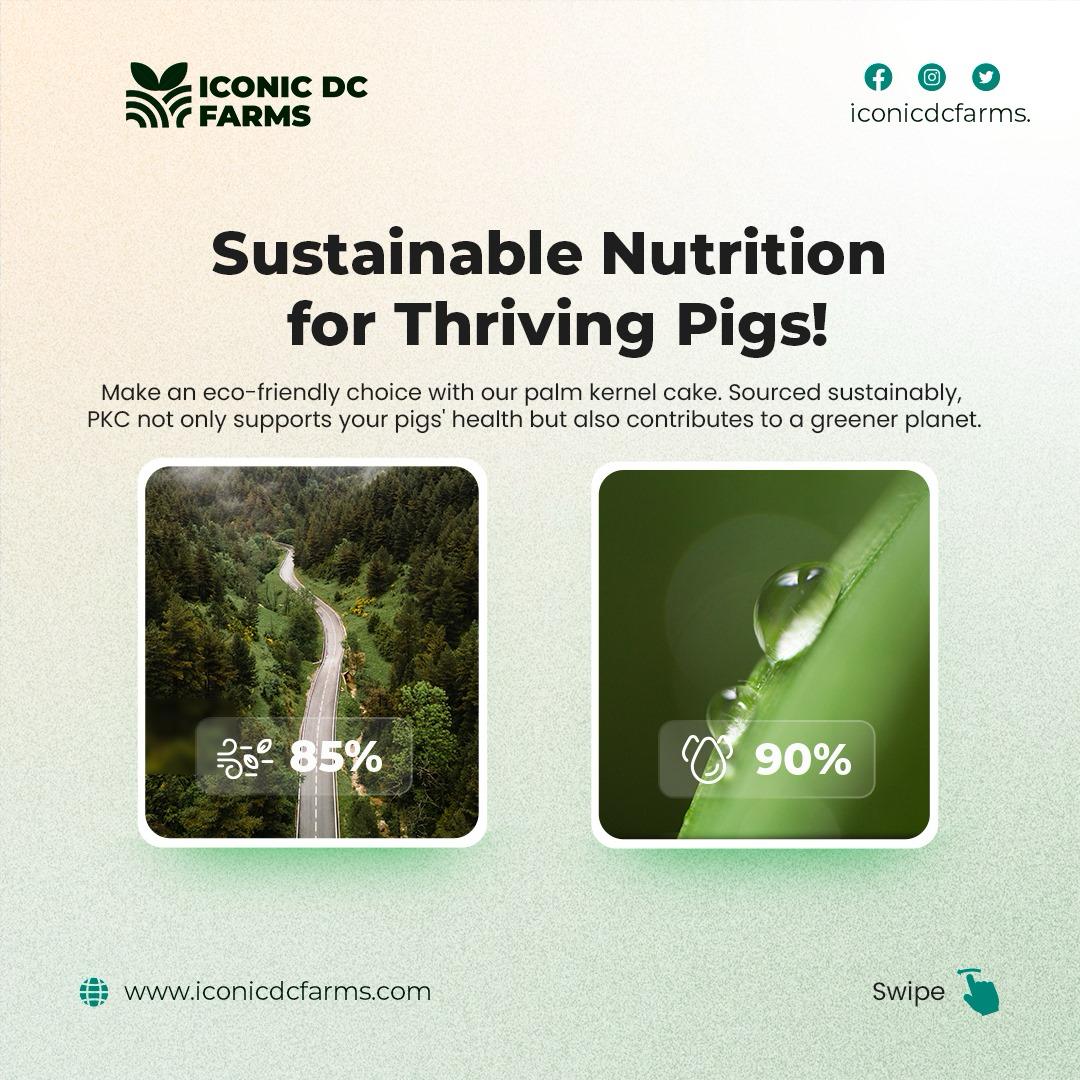 ICONIC DC
FARMS
iconicdcfarms.
Sustainable Nutrition
for Thriving Pigs!
Make an eco-friendly choice with our palm kernel cake. Sourced sustainably,
PKC not only supports your pigs' health but also contributes to a greener planet.
85%
90%
www.iconicdcfarms.com
Swipe